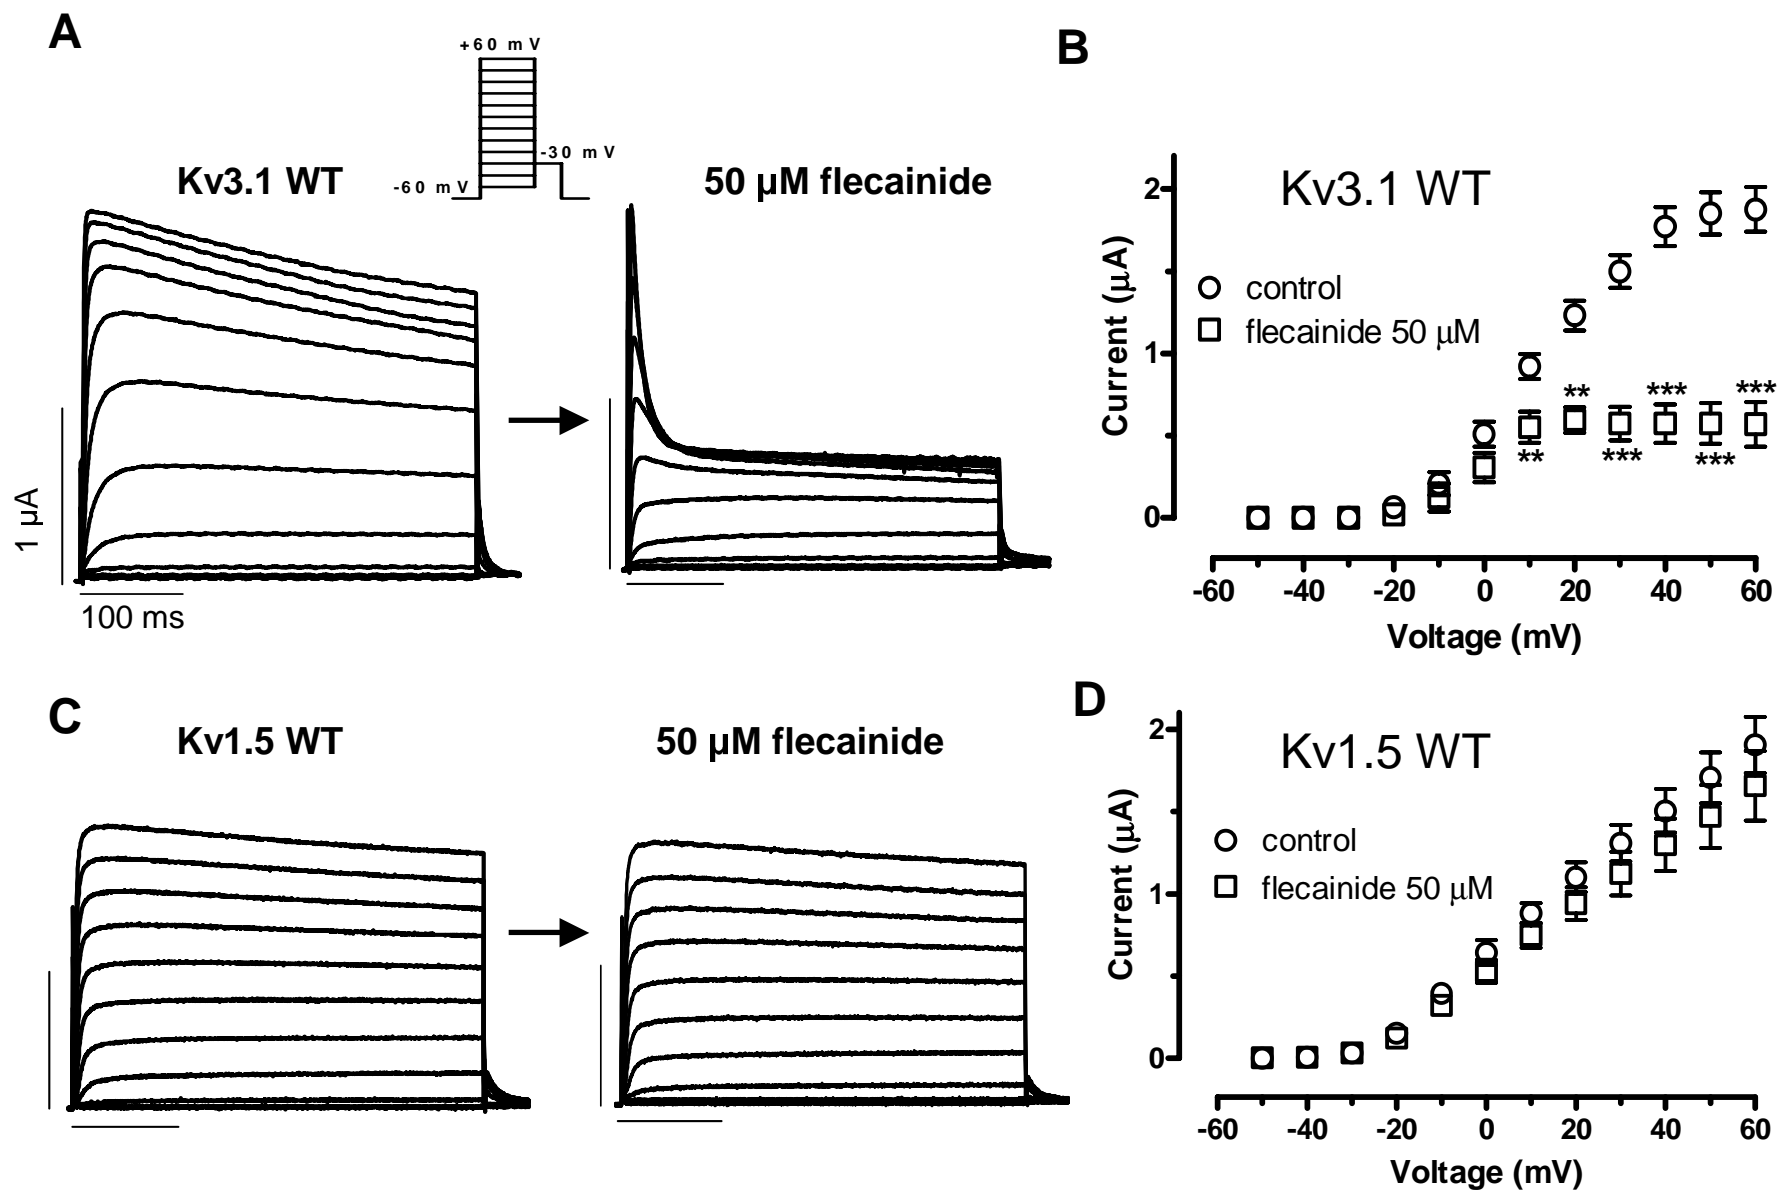 A
+60 mV
-30 mV
-60 mV
Kv3.1 WT
50 µM flecainide
1 µA
100 ms
B
Kv3.1 WT
control
flecainide 50 µM
Current (µA)
2
1
0
**
**
***
***
***
***
-60 -40 -20 0 20 40 60
Voltage (mV)
C
Kv1.5 WT
50 µM flecainide
D
Kv1.5 WT
control
flecainide 50 µM
Current (µA)
2
1
0
-60 -40 -20 0 20 40 60
Voltage (mV)